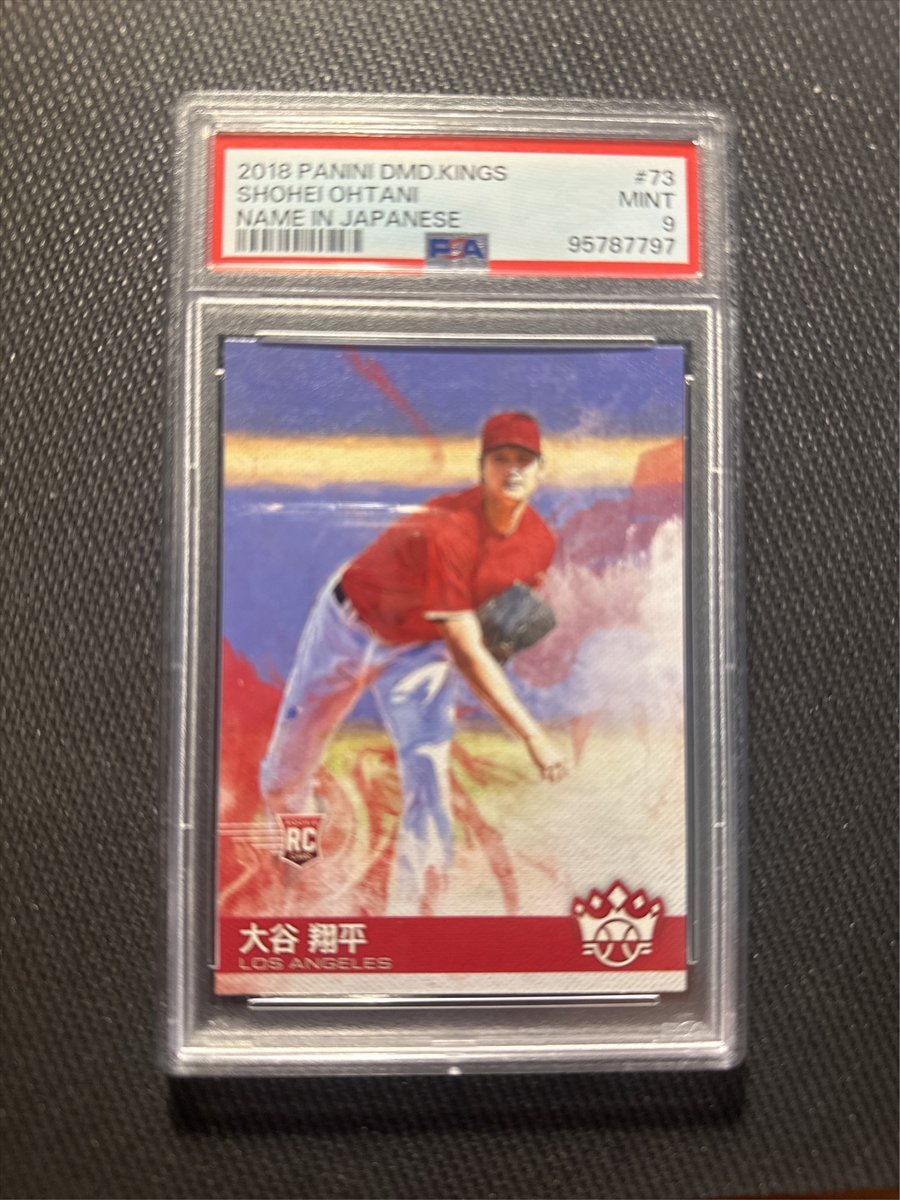 2018 PANINI DMD.KINGS #73
SHOHEI OHTANI MINT
NAME IN JAPANESE 9
PSA 95787797
RC
大谷 翔平
LOS ANGELES